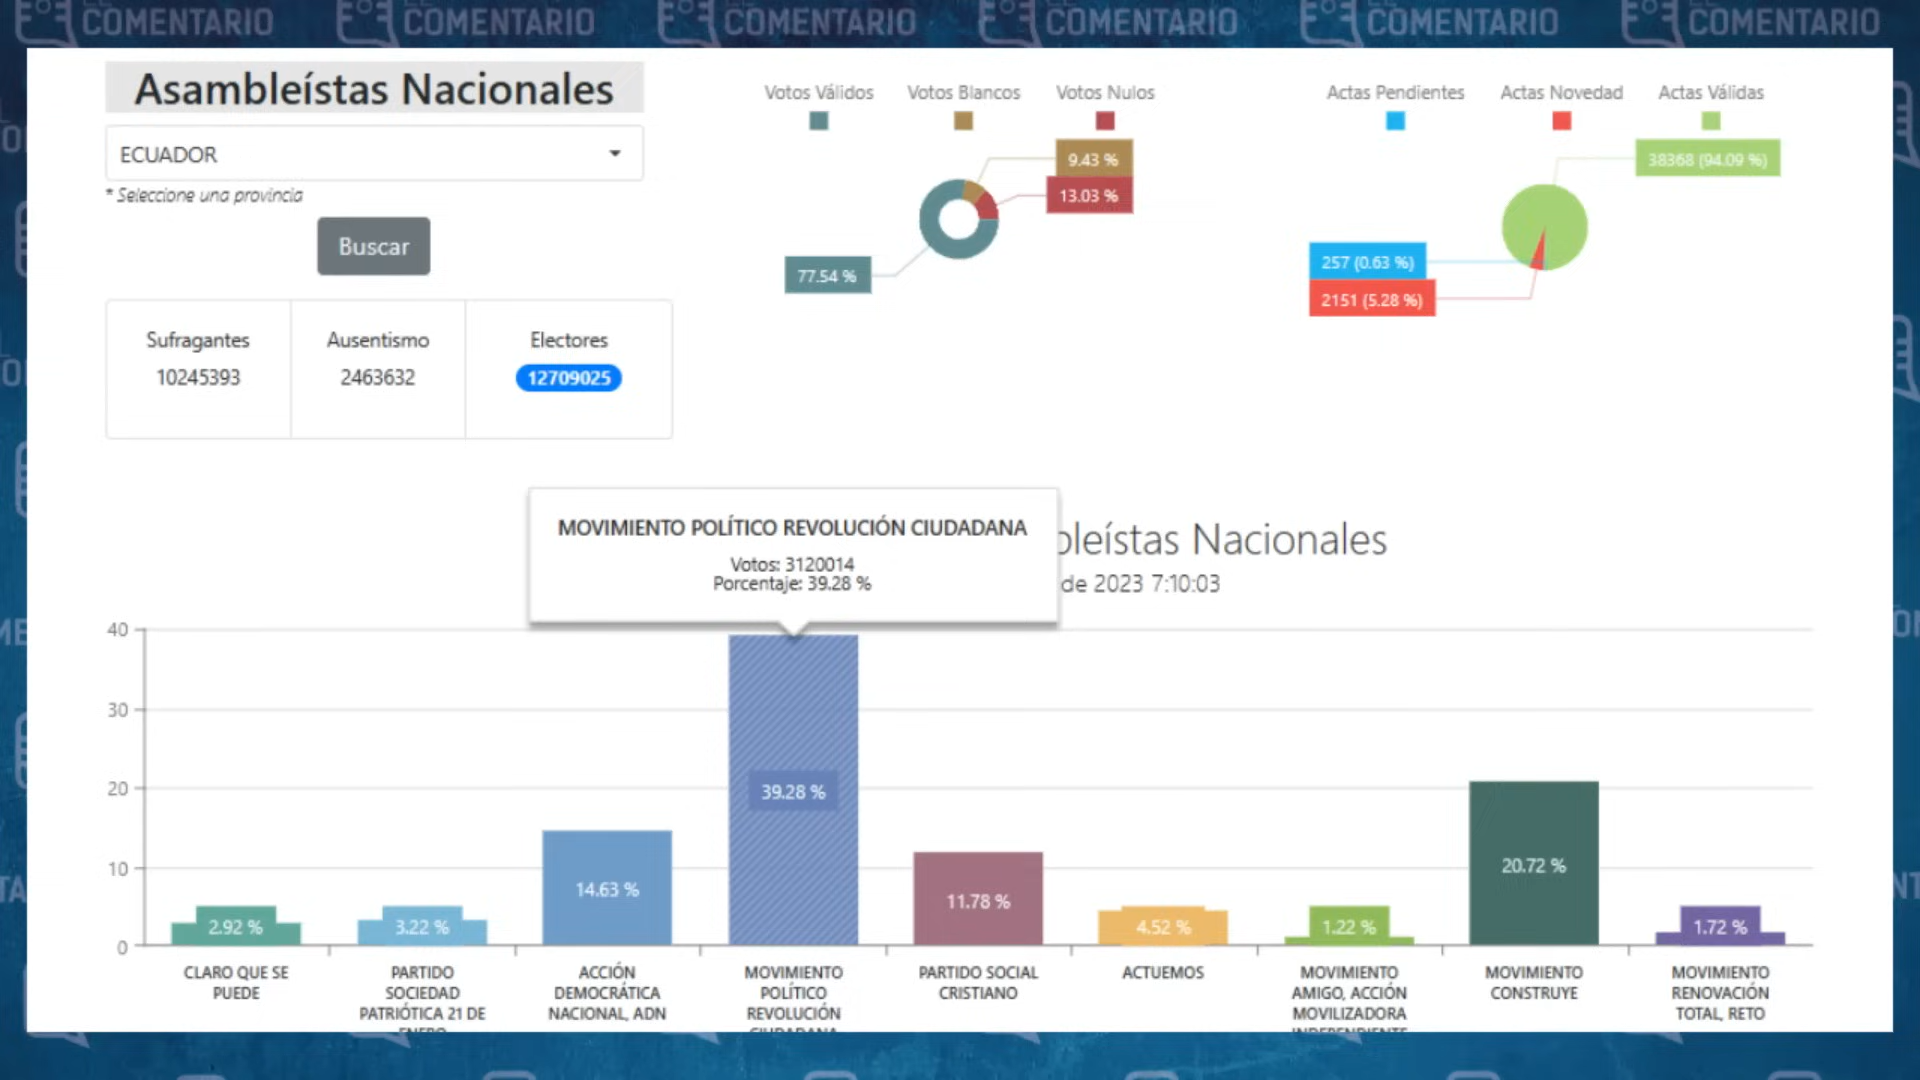 COMENTARIO COMENTARIO COMENTARIO COMENTARIO COMENTARIO COMENTARIO
Asambleístas Nacionales
ECUADOR
* Seleccione una provincia
Buscar
Sufragantes
10245393
Ausentismo
2463632
Electores
12709025
Votos Válidos
Votos Blancos
Votos Nulos
9.43 %
13.03 %
77.54 %
Actas Pendientes
Actas Novedad
Actas Válidas
38368 (94.09 %)
257 (0.63 %)
2151 (5.28 %)
MOVIMIENTO POLÍTICO REVOLUCIÓN CIUDADANA
Votos: 3120014
Porcentaje: 39.28 %
bleístas Nacionales
de 2023 7:10:03
40
30
20
10
0
2.92 %
3.22 %
14.63 %
39.28 %
11.78 %
4.52 %
1.22 %
20.72 %
1.72 %
CLARO QUE SE
PUEDE
PARTIDO
SOCIEDAD
PATRIÓTICA 21 DE
ENERO
ACCIÓN
DEMOCRÁTICA
NACIONAL, ADN
MOVIMIENTO
POLÍTICO
REVOLUCIÓN
CIUDADANA
PARTIDO SOCIAL
CRISTIANO
ACTUEMOS
MOVIMIENTO
AMIGO, ACCIÓN
MOVILIZADORA
INDEPENDIENTE
MOVIMIENTO
CONSTRUYE
MOVIMIENTO
RENOVACIÓN
TOTAL, RETO